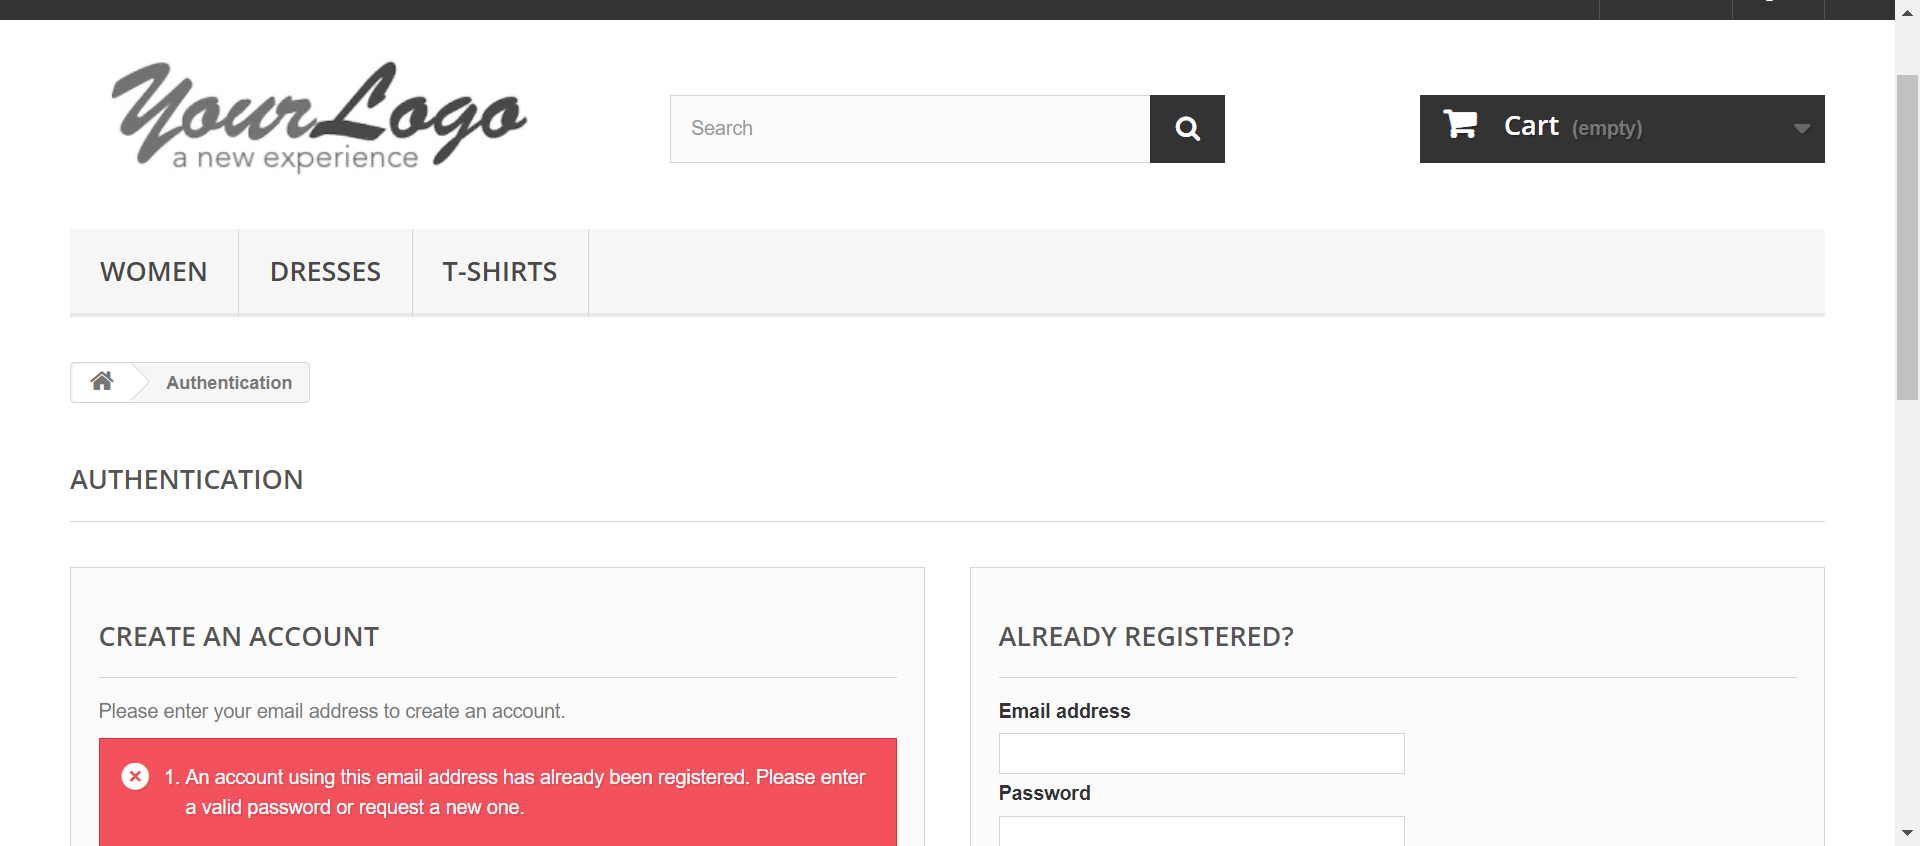 YourLogo
a new experience
Search
Cart (empty)
WOMEN
DRESSES
T-SHIRTS
Authentication
AUTHENTICATION
CREATE AN ACCOUNT
Please enter your email address to create an account.
1. An account using this email address has already been registered. Please enter
a valid password or request a new one.
ALREADY REGISTERED?
Email address
Password